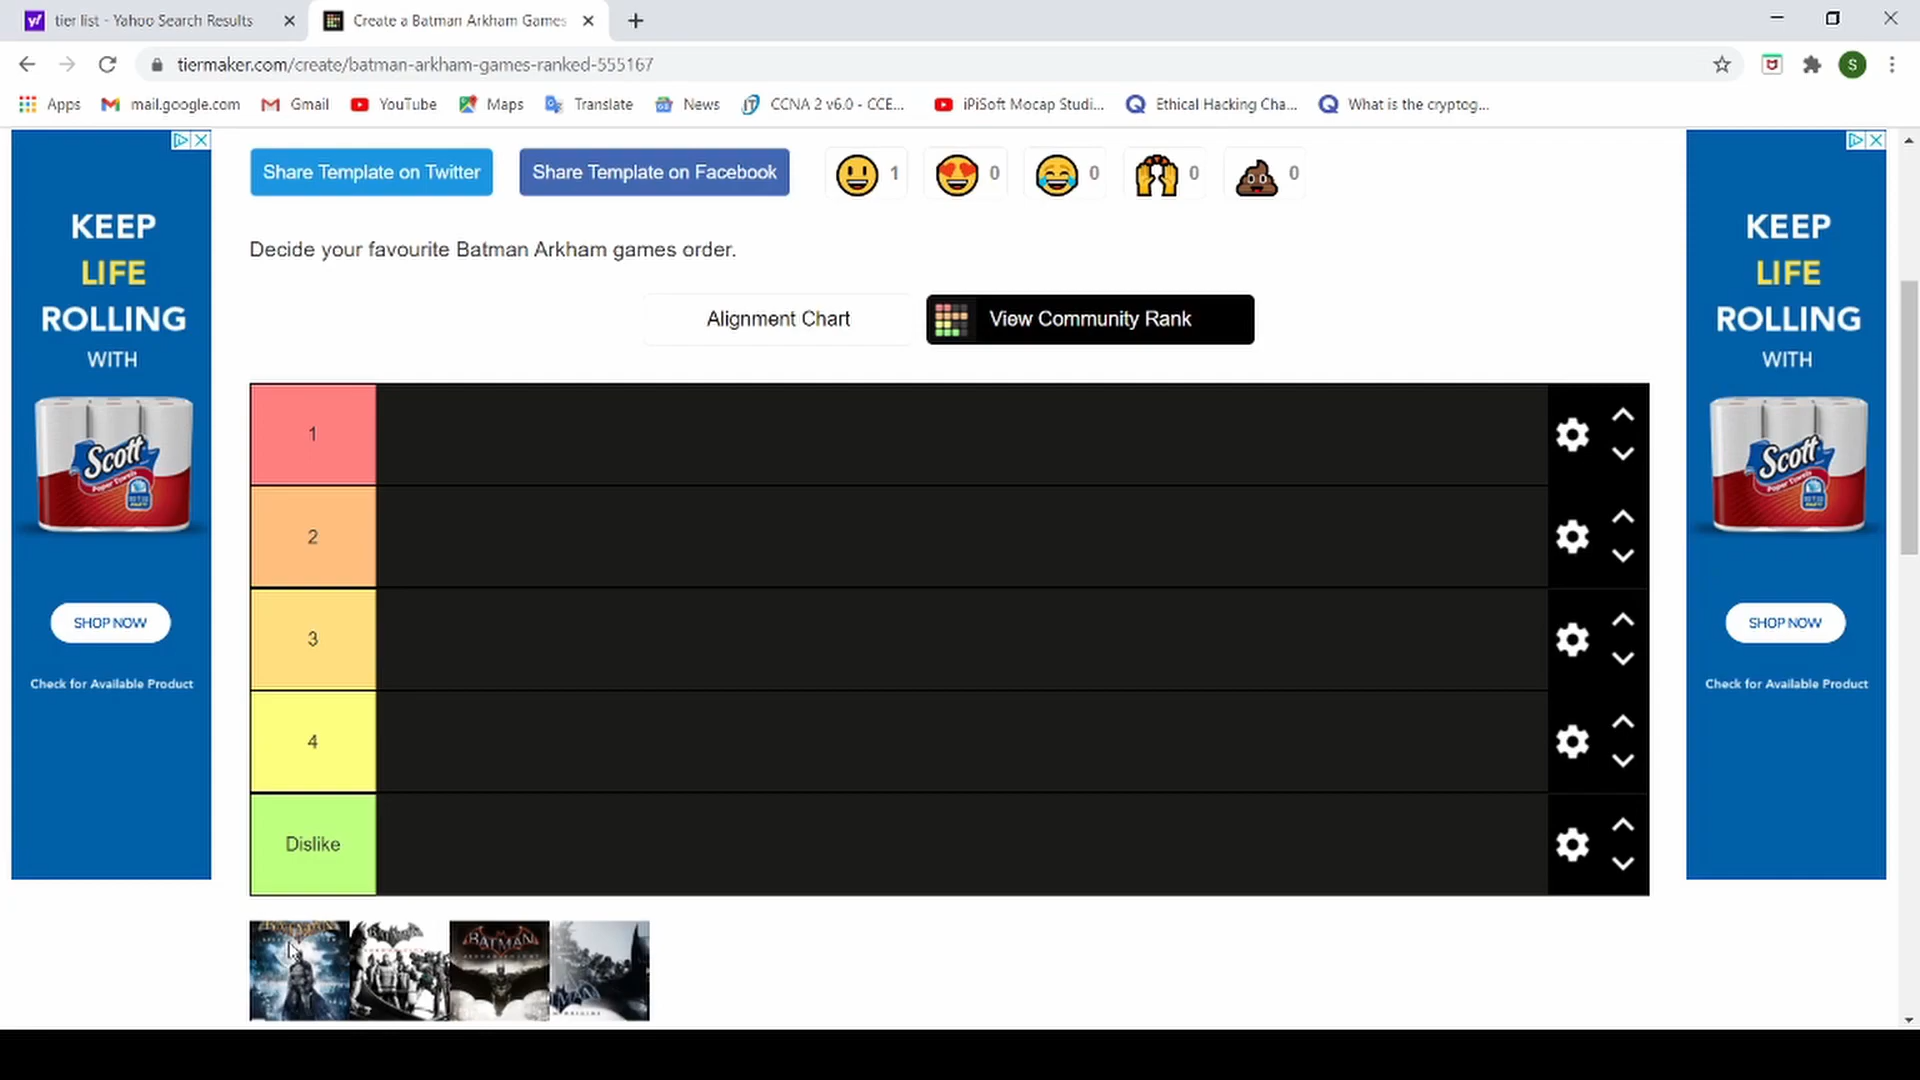 tier list - Yahoo Search Results
Create a Batman Arkham Games
tiermaker.com/create/batman-arkham-games-ranked-555167
S
Apps
mail.google.com
Gmail
YouTube
Maps
Translate
News
CCNA 2 v6.0 - CCE...
iPiSoft Mocap Studi...
Ethical Hacking Cha...
What is the cryptog...
Share Template on Twitter
Share Template on Facebook
1
0
0
0
0
Decide your favourite Batman Arkham games order.
Alignment Chart
View Community Rank
1
2
3
4
Dislike
KEEP
LIFE
ROLLING
WITH
Scott
Paper Towels
SHOP NOW
Check for Available Product
KEEP
LIFE
ROLLING
WITH
Scott
Paper Towels
SHOP NOW
Check for Available Product
BATMAN